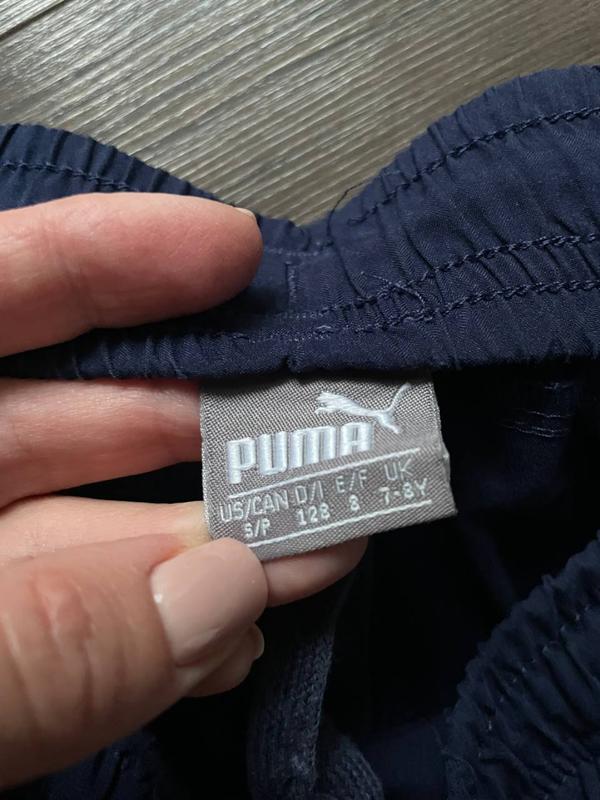 PUMA
US/CAN D/I E/F UK
S/P 128 8 7-8Y